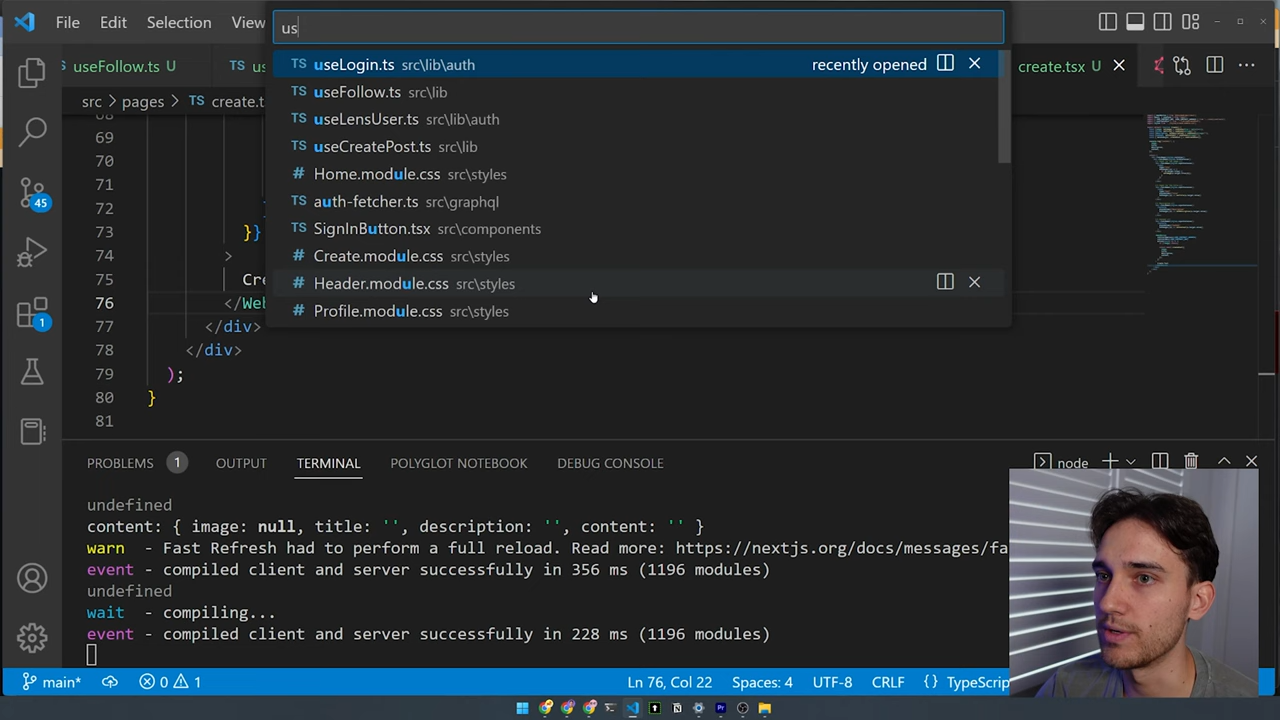 File Edit Selection View
us
useLogin.ts src\lib\auth recently opened
useFollow.ts src\lib
useLensUser.ts src\lib\auth
useCreatePost.ts src\lib
Home.module.css src\styles
auth-fetcher.ts src\graphql
SignInButton.tsx src\components
Create.module.css src\styles
Header.module.css src\styles
Profile.module.css src\styles
TS useFollow.ts U
TS us
create.tsx U
src > pages > TS create.t
68
69
70
71
72
73 }}
74 >
75 Cre
76 </Web
77 </div>
78 </div>
79 );
80 }
81
PROBLEMS 1 OUTPUT TERMINAL POLYGLOT NOTEBOOK DEBUG CONSOLE
node
undefined
content: { image: null, title: '', description: '', content: '' }
warn - Fast Refresh had to perform a full reload. Read more: https://nextjs.org/docs/messages/fa
event - compiled client and server successfully in 356 ms (1196 modules)
undefined
wait - compiling...
event - compiled client and server successfully in 228 ms (1196 modules)
45
1
main* 0 1 Ln 76, Col 22 Spaces: 4 UTF-8 CRLF {} TypeScrip